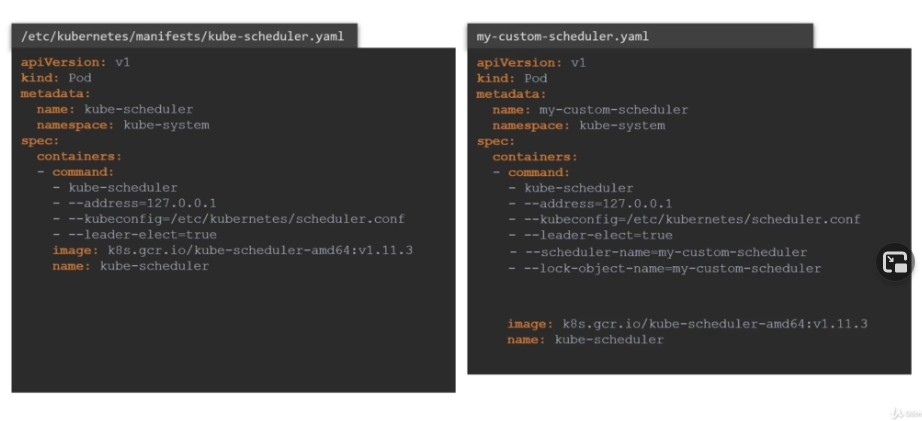 /etc/kubernetes/manifests/kube-scheduler.yaml
apiVersion: v1
kind: Pod
metadata:
  name: kube-scheduler
  namespace: kube-system
spec:
  containers:
  - command:
    - kube-scheduler
    - --address=127.0.0.1
    - --kubeconfig=/etc/kubernetes/scheduler.conf
    - --leader-elect=true
    image: k8s.gcr.io/kube-scheduler-amd64:v1.11.3
    name: kube-scheduler
my-custom-scheduler.yaml
apiVersion: v1
kind: Pod
metadata:
  name: my-custom-scheduler
  namespace: kube-system
spec:
  containers:
  - command:
    - kube-scheduler
    - --address=127.0.0.1
    - --kubeconfig=/etc/kubernetes/scheduler.conf
    - --leader-elect=true
    - --scheduler-name=my-custom-scheduler
    - --lock-object-name=my-custom-scheduler
    image: k8s.gcr.io/kube-scheduler-amd64:v1.11.3
    name: kube-scheduler